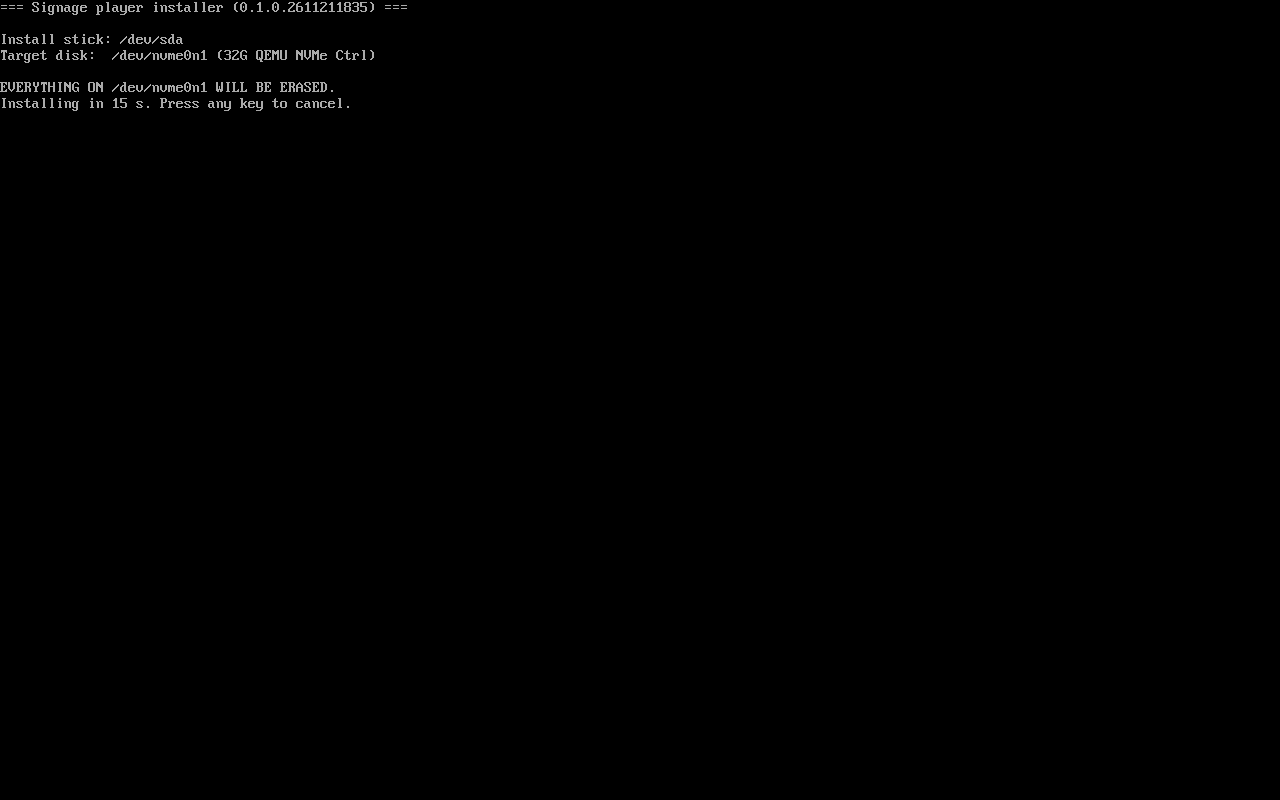 === Signage player installer (0.1.0.2611211835) ===
Install stick: /dev/sda
Target disk:  /dev/nvme0n1 (32G QEMU NVMe Ctrl)
EVERYTHING ON /dev/nvme0n1 WILL BE ERASED.
Installing in 15 s. Press any key to cancel.